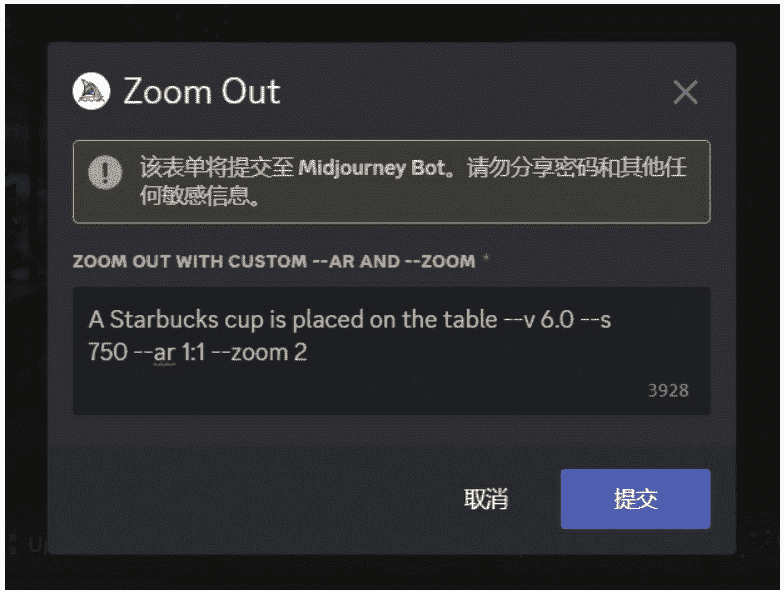 Zoom Out
该表单将提交至 Midjourney Bot。请勿分享密码和其他任
何敏感信息。
ZOOM OUT WITH CUSTOM --AR AND --ZOOM *
A Starbucks cup is placed on the table --v 6.0 --s
750 --ar 1:1 --zoom 2
3928
取消
提交